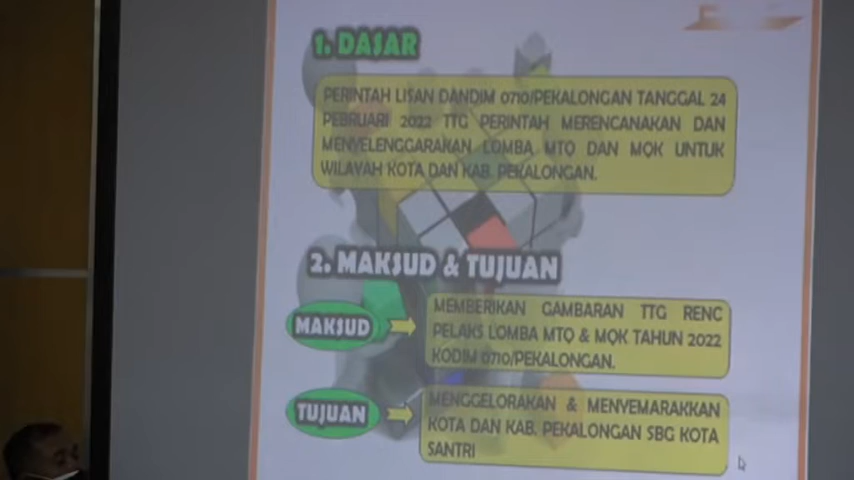 1. DASAR
PERINTAH LISAN DANDIM 0710/PEKALONGAN TANGGAL 24
PEBRUARI 2022 TTG PERINTAH MERENCANAKAN DAN
MENYELENGGARAKAN LOMBA MTQ DAN MQK UNTUK
WILAYAH KOTA DAN KAB. PEKALONGAN.
2. MAKSUD & TUJUAN
MAKSUD
MEMBERIKAN GAMBARAN TTG RENC
PELAKS LOMBA MTQ & MQK TAHUN 2022
KODIM 0710/PEKALONGAN.
TUJUAN
MENGGELORAKAN & MENYEMARAKKAN
KOTA DAN KAB. PEKALONGAN SBG KOTA
SANTRI